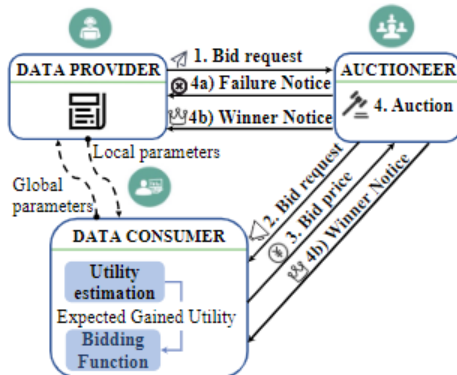 1. Bid request
DATA PROVIDER
4a) Failure Notice
AUCTIONEER
4b) Winner Notice
4. Auction
Local parameters
Global
parameters
2. Bid request
3. Bid price
4b) Winner Notice
DATA CONSUMER
Utility
estimation
Expected Gained Utility
Bidding
Function